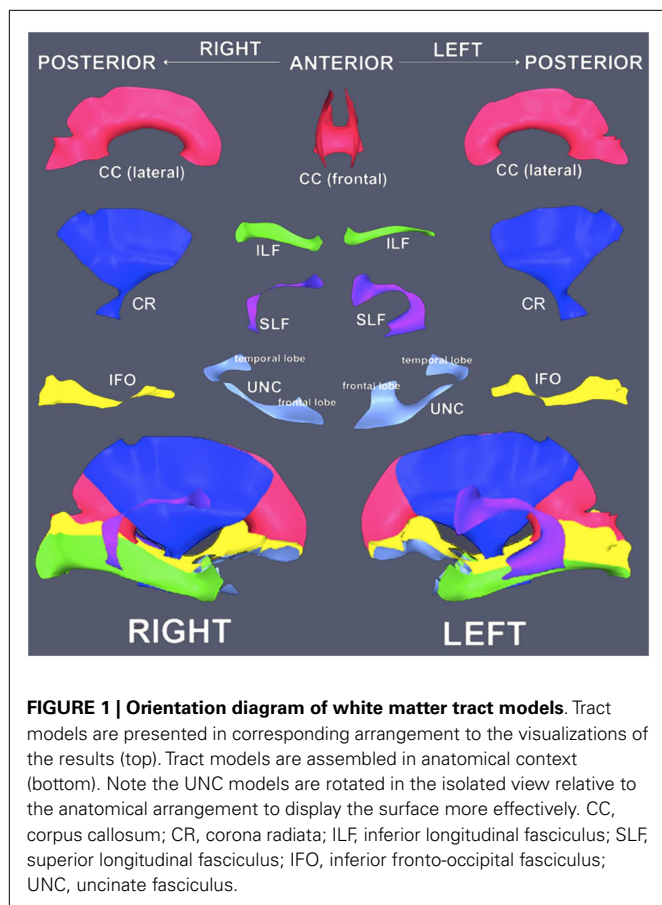 RIGHT LEFT
POSTERIOR ANTERIOR POSTERIOR
CC (lateral) CC (frontal) CC (lateral)
ILF ILF
CR SLF SLF CR
temporal lobe temporal lobe
IFO UNC frontal lobe frontal lobe UNC IFO
RIGHT LEFT
FIGURE 1 | Orientation diagram of white matter tract models. Tract
models are presented in corresponding arrangement to the visualizations of
the results (top). Tract models are assembled in anatomical context
(bottom). Note the UNC models are rotated in the isolated view relative to
the anatomical arrangement to display the surface more effectively. CC,
corpus callosum; CR, corona radiata; ILF, inferior longitudinal fasciculus; SLF,
superior longitudinal fasciculus; IFO, inferior fronto-occipital fasciculus;
UNC, uncinate fasciculus.